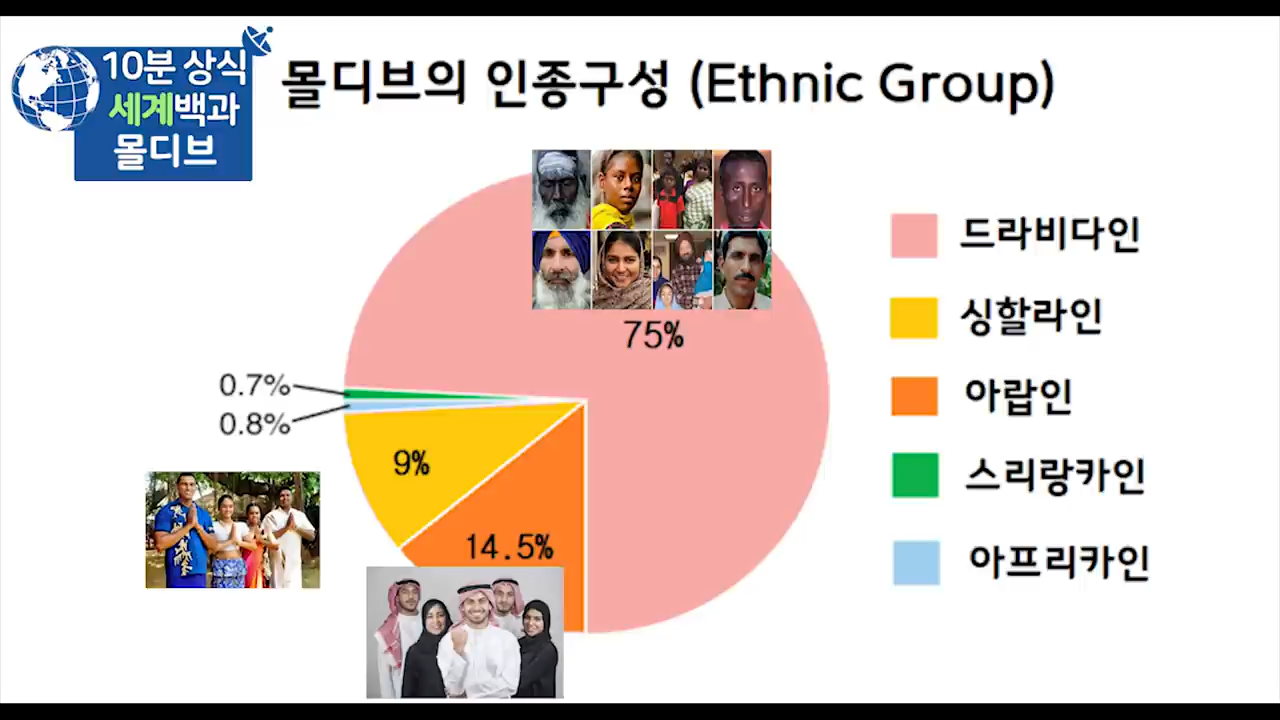 10분 상식
세계백과
몰디브
몰디브의 인종구성 (Ethnic Group)
75%
0.7%
0.8%
9%
14.5%
드라비다인
싱할라인
아랍인
스리랑카인
아프리카인